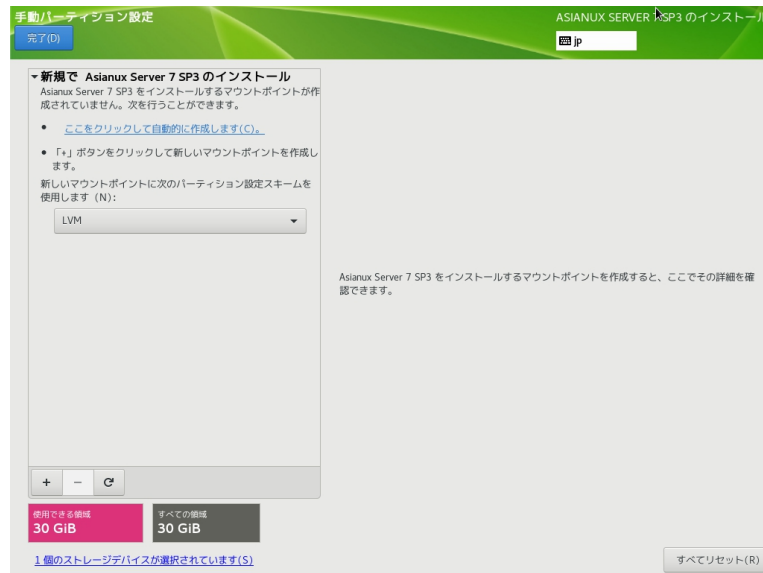 手動パーティション設定
完了(D)
ASIANUX SERVER 7 SP3 のインストール
jp
新規で Asianux Server 7 SP3 のインストール
Asianux Server 7 SP3 をインストールするマウントポイントが作
成されていません。次を行うことができます。
• ここをクリックして自動的に作成します(C)。
• 「+」ボタンをクリックして新しいマウントポイントを作成し
ます。
新しいマウントポイントに次のパーティション設定スキームを
使用します (N):
LVM
Asianux Server 7 SP3 をインストールするマウントポイントを作成すると、ここでその詳細を確
認できます。
+ − 
使用できる領域
30 GiB
すべての領域
30 GiB
1 個のストレージデバイスが選択されています(S)
すべてリセット(R)